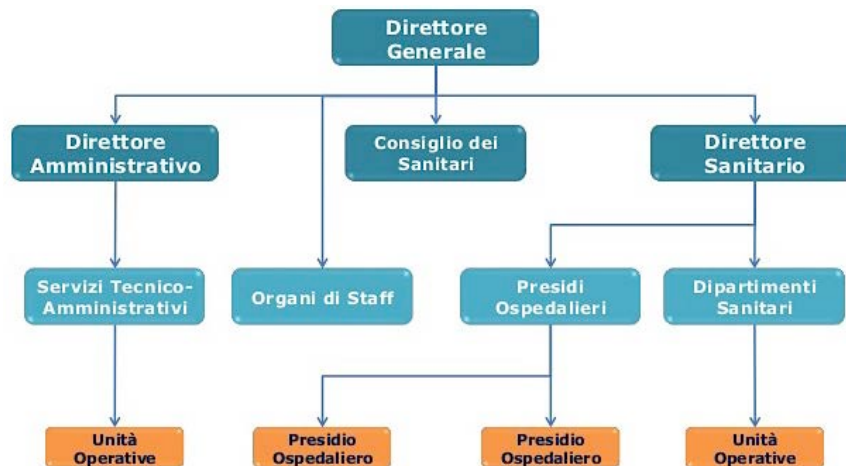 Direttore
Generale
Direttore
Amministrativo
Consiglio dei
Sanitari
Direttore
Sanitario
Servizi Tecnico-
Amministrativi
Organi di Staff
Presidi
Ospedalieri
Dipartimenti
Sanitari
Unità
Operative
Presidio
Ospedaliero
Presidio
Ospedaliero
Unità
Operative